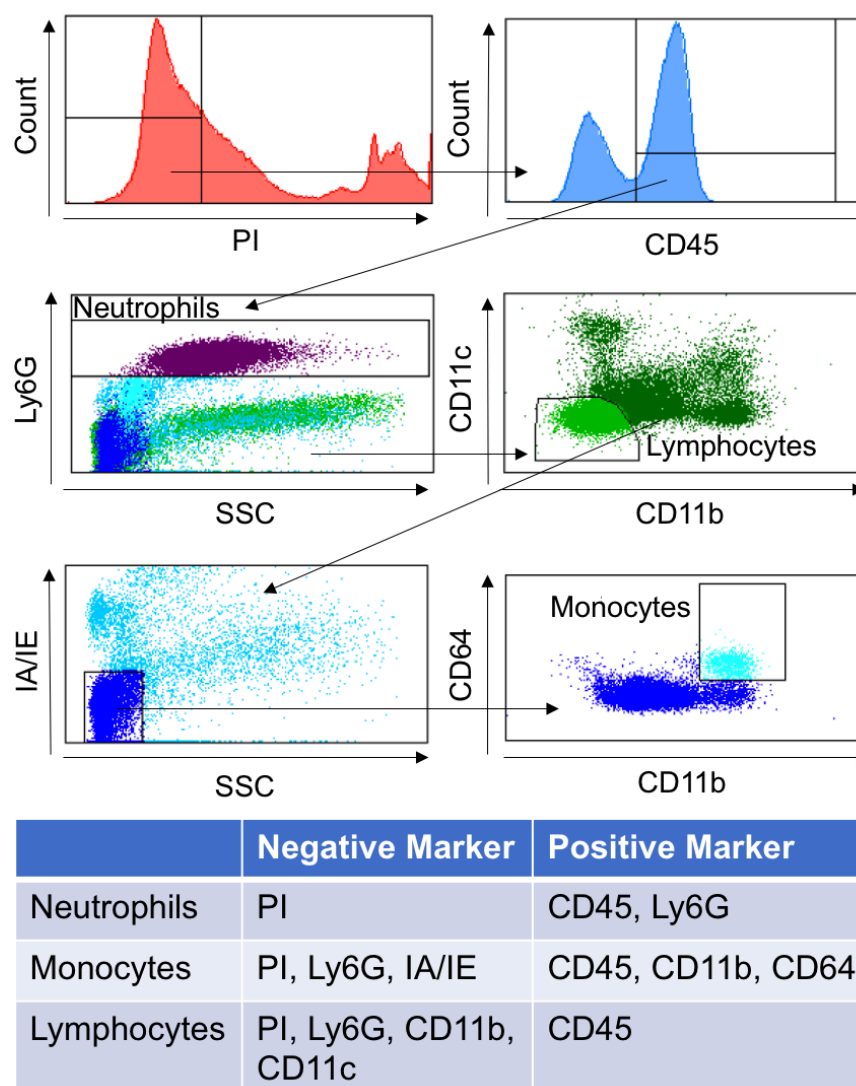 Count
PI
Count
CD45
Neutrophils
Ly6G
SSC
CD11c
Lymphocytes
CD11b
IA/IE
SSC
Monocytes
CD64
CD11b
Negative Marker Positive Marker
Neutrophils PI CD45, Ly6G
Monocytes PI, Ly6G, IA/IE CD45, CD11b, CD64
Lymphocytes PI, Ly6G, CD11b, CD45
CD11c